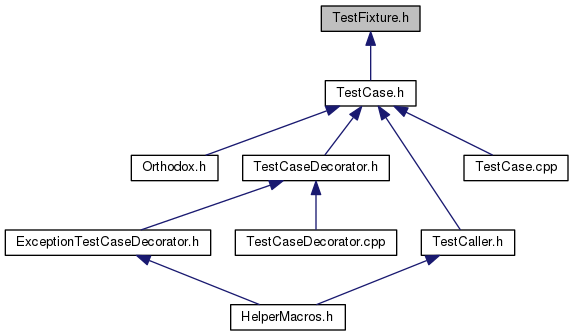 TestFixture.h
TestCase.h
Orthodox.h
TestCaseDecorator.h
TestCase.cpp
ExceptionTestCaseDecorator.h
TestCaseDecorator.cpp
TestCaller.h
HelperMacros.h